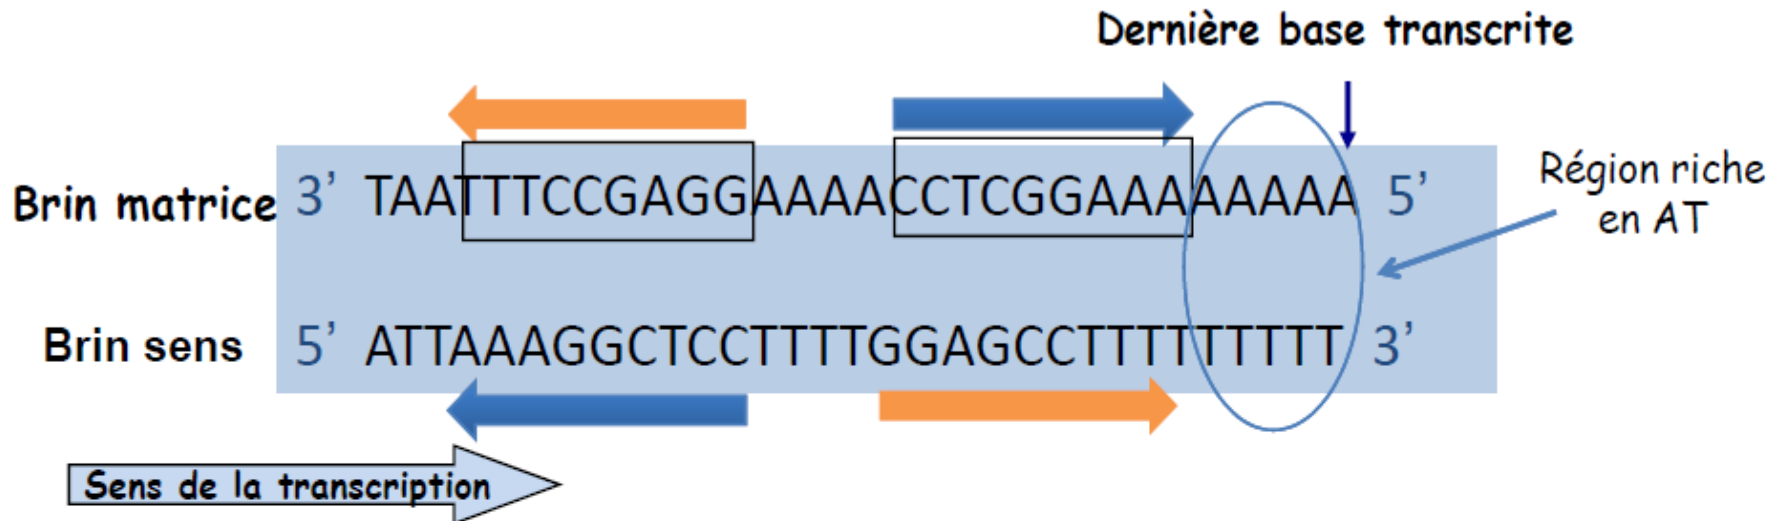 Dernière base transcrite
Brin matrice 3’ TAATTTCCGAGGAAAACCTCGGAAAAAAAA 5’
Région riche
en AT
Brin sens 5’ ATTAAAGGCTCCTTTTGGAGCCTTTTTTTT 3’
Sens de la transcription